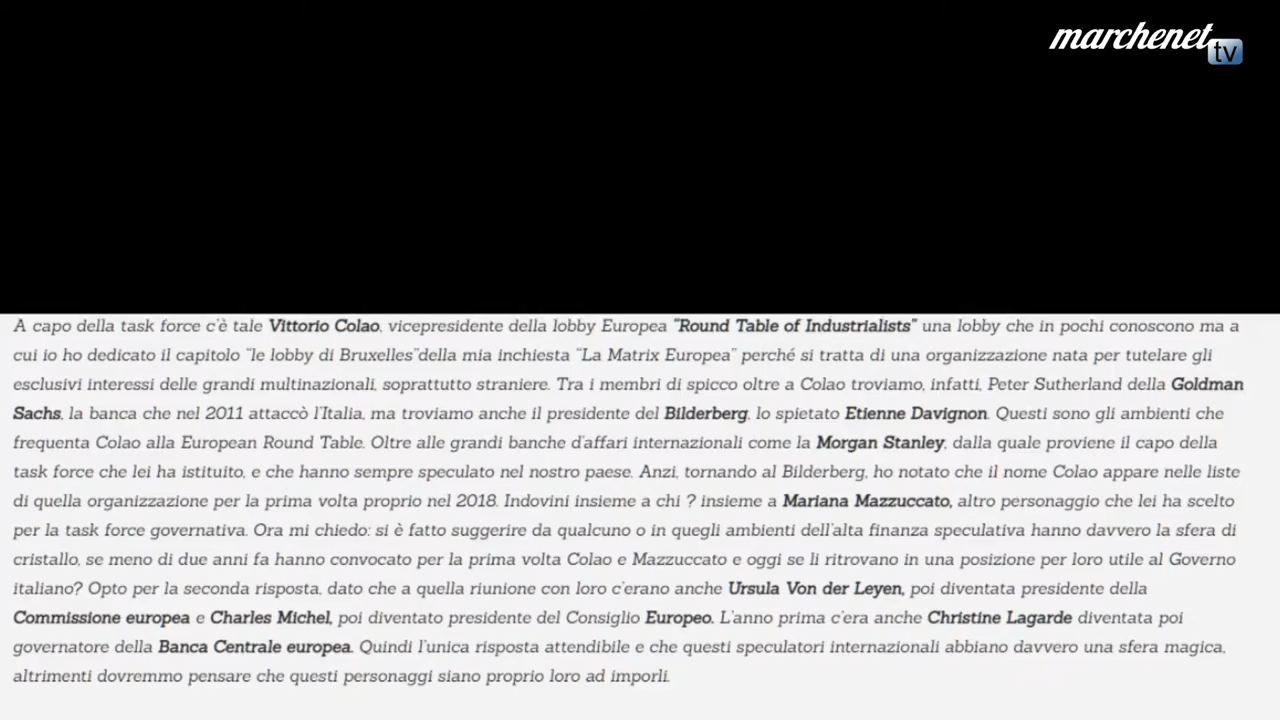 marchenet
tv
A capo della task force c'è tale Vittorio Colao, vicepresidente della lobby Europea "Round Table of Industrialists" una lobby che in pochi conoscono ma a
cui io ho dedicato il capitolo "le lobby di Bruxelles"della mia inchiesta "La Matrix Europea" perché si tratta di una organizzazione nata per tutelare gli
esclusivi interessi delle grandi multinazionali, soprattutto straniere. Tra i membri di spicco oltre a Colao troviamo, infatti, Peter Sutherland della Goldman
Sachs, la banca che nel 2011 attaccò l'Italia, ma troviamo anche il presidente del Bilderberg, lo spietato Etienne Davignon. Questi sono gli ambienti che
frequenta Colao alla European Round Table. Oltre alle grandi banche d'affari internazionali come la Morgan Stanley, dalla quale proviene il capo della
task force che lei ha istituito, e che hanno sempre speculato nel nostro paese. Anzi, tornando al Bilderberg, ho notato che il nome Colao appare nelle liste
di quella organizzazione per la prima volta proprio nel 2018. Indovini insieme a chi ? insieme a Mariana Mazzuccato, altro personaggio che lei ha scelto
per la task force governativa. Ora mi chiedo: si è fatto suggerire da qualcuno o in quegli ambienti dell'alta finanza speculativa hanno davvero la sfera di
cristallo, se meno di due anni fa hanno convocato per la prima volta Colao e Mazzuccato e oggi se li ritrovano in una posizione per loro utile al Governo
italiano? Opto per la seconda risposta, dato che a quella riunione con loro c'erano anche Ursula Von der Leyen, poi diventata presidente della
Commissione europea e Charles Michel, poi diventato presidente del Consiglio Europeo. L'anno prima c'era anche Christine Lagarde diventata poi
governatore della Banca Centrale europea. Quindi l'unica risposta attendibile e che questi speculatori internazionali abbiano davvero una sfera magica,
altrimenti dovremmo pensare che questi personaggi siano proprio loro ad imporli.